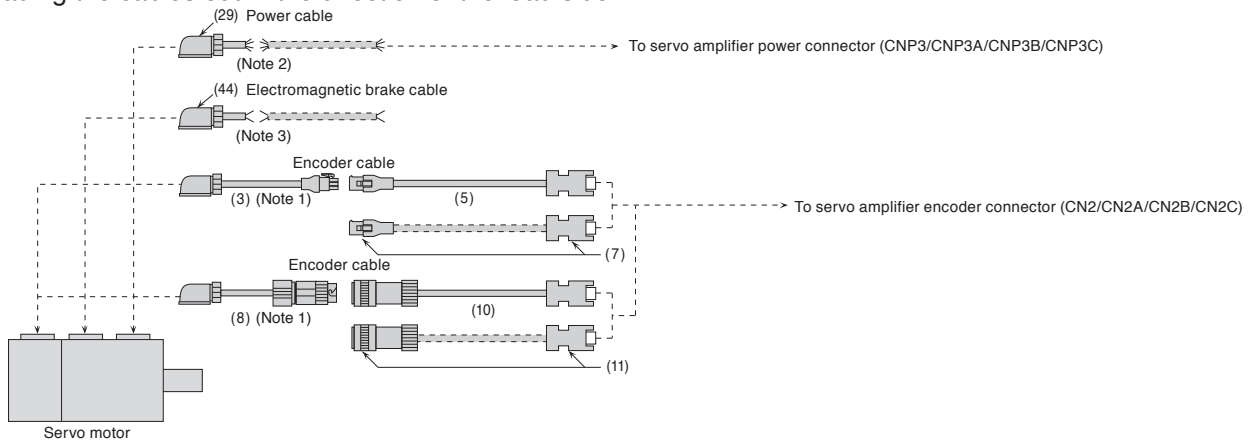 (29) Power cable
To servo amplifier power connector (CNP3/CNP3A/CNP3B/CNP3C)
(Note 2)
(44) Electromagnetic brake cable
(Note 3)
Encoder cable
(3) (Note 1)
(5)
To servo amplifier encoder connector (CN2/CN2A/CN2B/CN2C)
(7)
Encoder cable
(8) (Note 1)
(10)
(11)
Servo motor